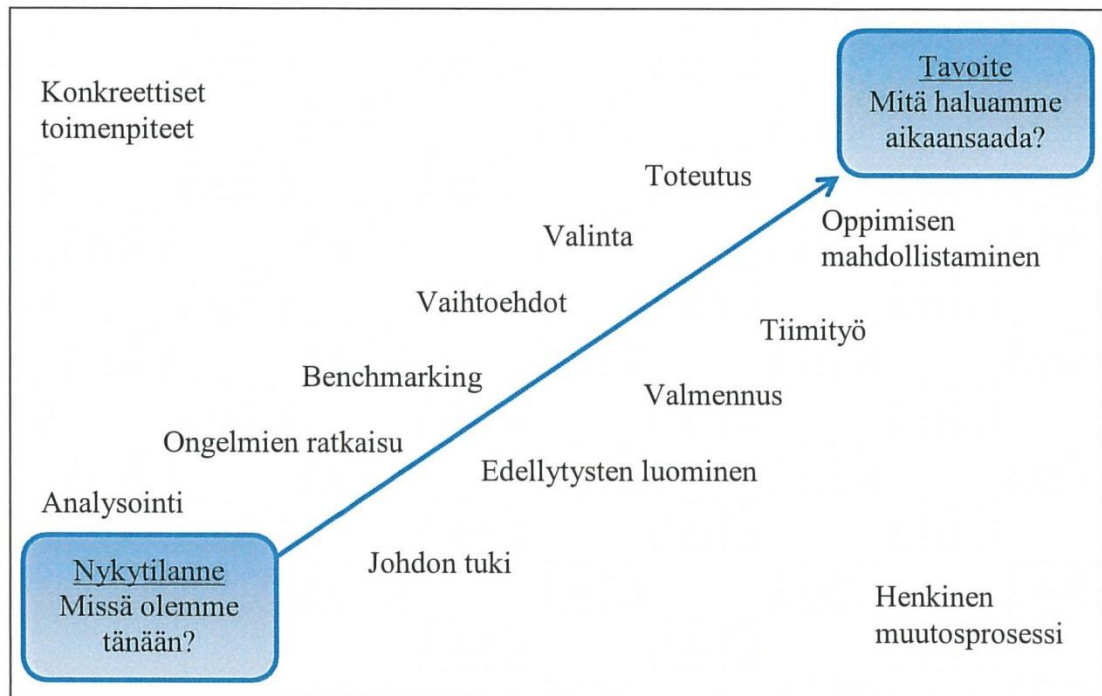 Konkreettiset
toimenpiteet
Tavoite
Mitä haluamme
aikaansaada?
Toteutus
Valinta
Oppimisen
mahdollistaminen
Vaihtoehdot
Tiimityö
Benchmarking
Valmennus
Ongelmien ratkaisu
Edellytysten luominen
Analysointi
Nykytilanne
Missä olemme
tänään?
Johdon tuki
Henkinen
muutosprosessi